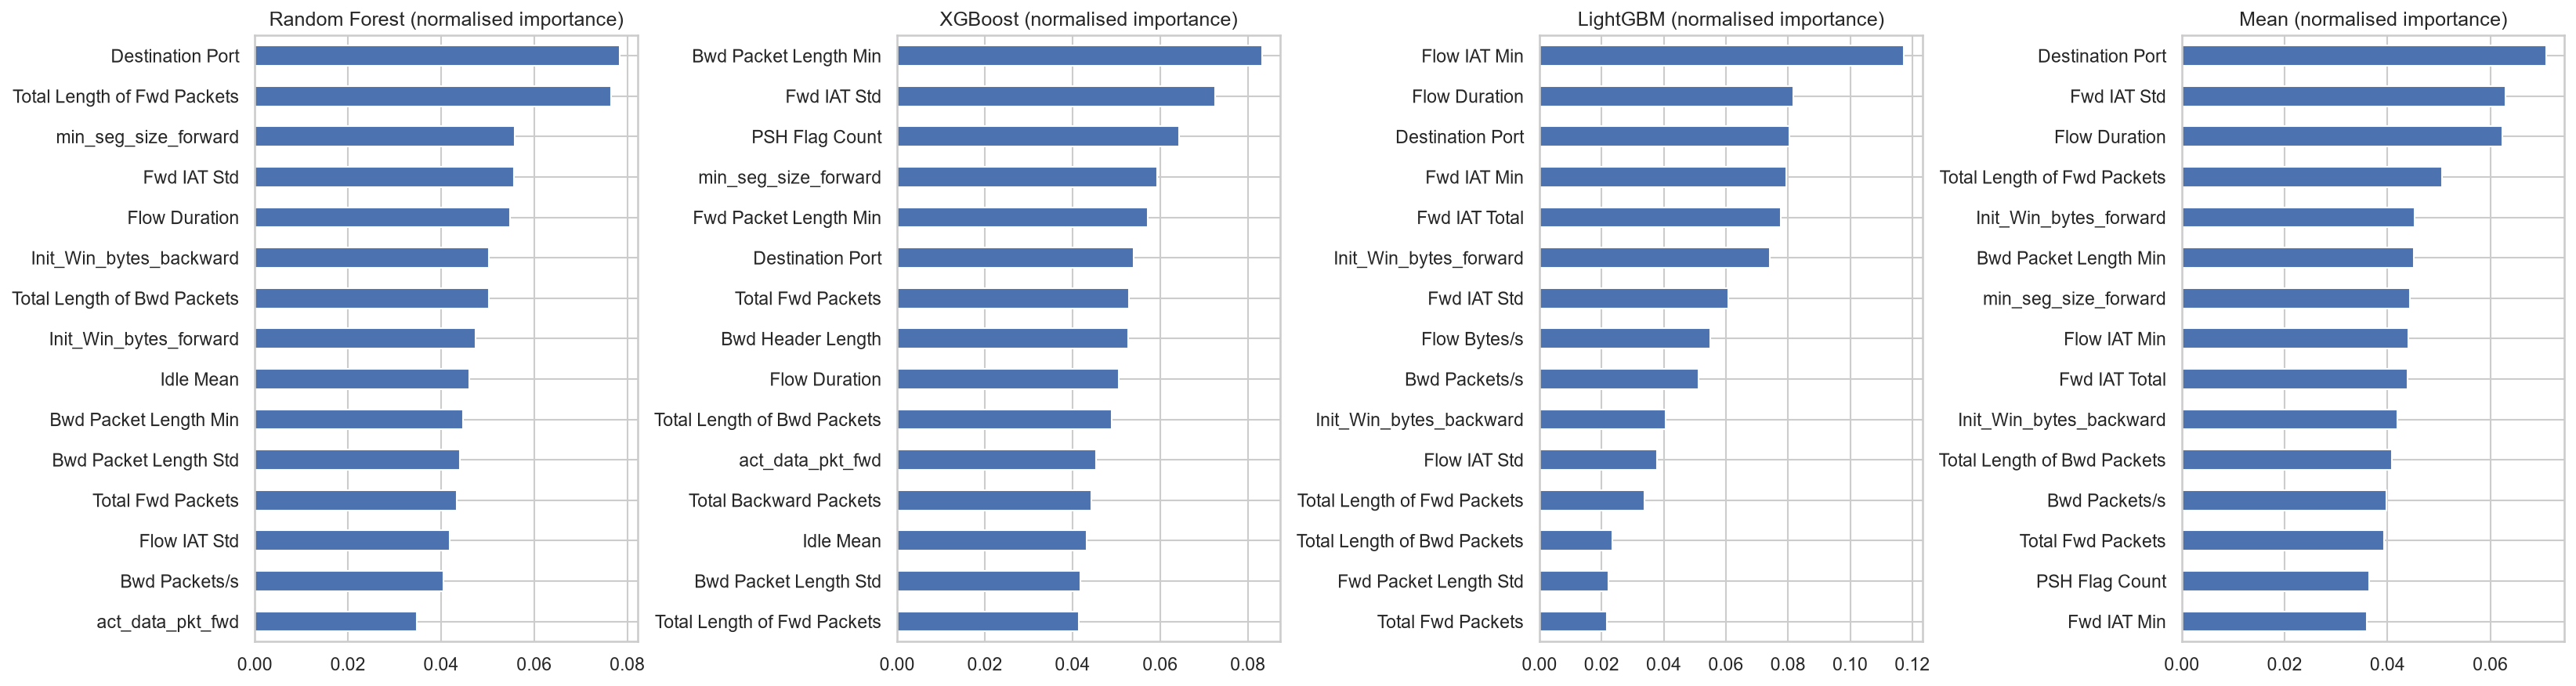 Random Forest (normalised importance)
Destination Port
Total Length of Fwd Packets
min_seg_size_forward
Fwd IAT Std
Flow Duration
Init_Win_bytes_backward
Total Length of Bwd Packets
Init_Win_bytes_forward
Idle Mean
Bwd Packet Length Min
Bwd Packet Length Std
Total Fwd Packets
Flow IAT Std
Bwd Packets/s
act_data_pkt_fwd
0.00 0.02 0.04 0.06 0.08
XGBoost (normalised importance)
Bwd Packet Length Min
Fwd IAT Std
PSH Flag Count
min_seg_size_forward
Fwd Packet Length Min
Destination Port
Total Fwd Packets
Bwd Header Length
Flow Duration
Total Length of Bwd Packets
act_data_pkt_fwd
Total Backward Packets
Idle Mean
Bwd Packet Length Std
Total Length of Fwd Packets
0.00 0.02 0.04 0.06 0.08
LightGBM (normalised importance)
Flow IAT Min
Flow Duration
Destination Port
Fwd IAT Min
Fwd IAT Total
Init_Win_bytes_forward
Fwd IAT Std
Flow Bytes/s
Bwd Packets/s
Init_Win_bytes_backward
Flow IAT Std
Total Length of Fwd Packets
Total Length of Bwd Packets
Fwd Packet Length Std
Total Fwd Packets
0.00 0.02 0.04 0.06 0.08 0.10 0.12
Mean (normalised importance)
Destination Port
Fwd IAT Std
Flow Duration
Total Length of Fwd Packets
Init_Win_bytes_forward
Bwd Packet Length Min
min_seg_size_forward
Flow IAT Min
Fwd IAT Total
Init_Win_bytes_backward
Total Length of Bwd Packets
Bwd Packets/s
Total Fwd Packets
PSH Flag Count
Fwd IAT Min
0.00 0.02 0.04 0.06